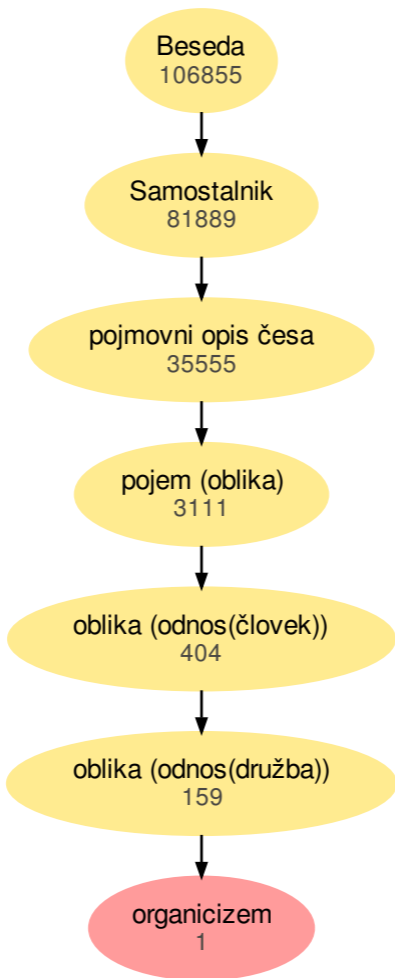 Beseda
106855
Samostalnik
81889
pojmovni opis česa
35555
pojem (oblika)
3111
oblika (odnos(človek))
404
oblika (odnos(družba))
159
organicizem
1